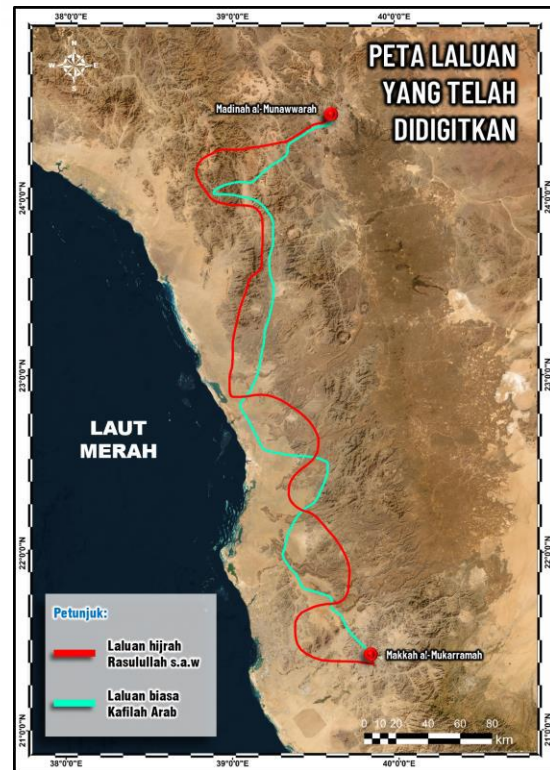 38°0'0"E 39°0'0"E 40°0'0"E
PETA LALUAN
YANG TELAH
DIDIGITKAN
N
W E
S
Madinah al-Munawwarah
24°0'0"N 24°0'0"N
23°0'0"N 23°0'0"N
LAUT
MERAH
22°0'0"N 22°0'0"N
Petunjuk:
Laluan hijrah
Rasulullah s.a.w
Laluan biasa
Kafilah Arab
Makkah al-Mukarramah
0 10 20 40 60 80
km
21°0'0"N 21°0'0"N
38°0'0"E 39°0'0"E 40°0'0"E